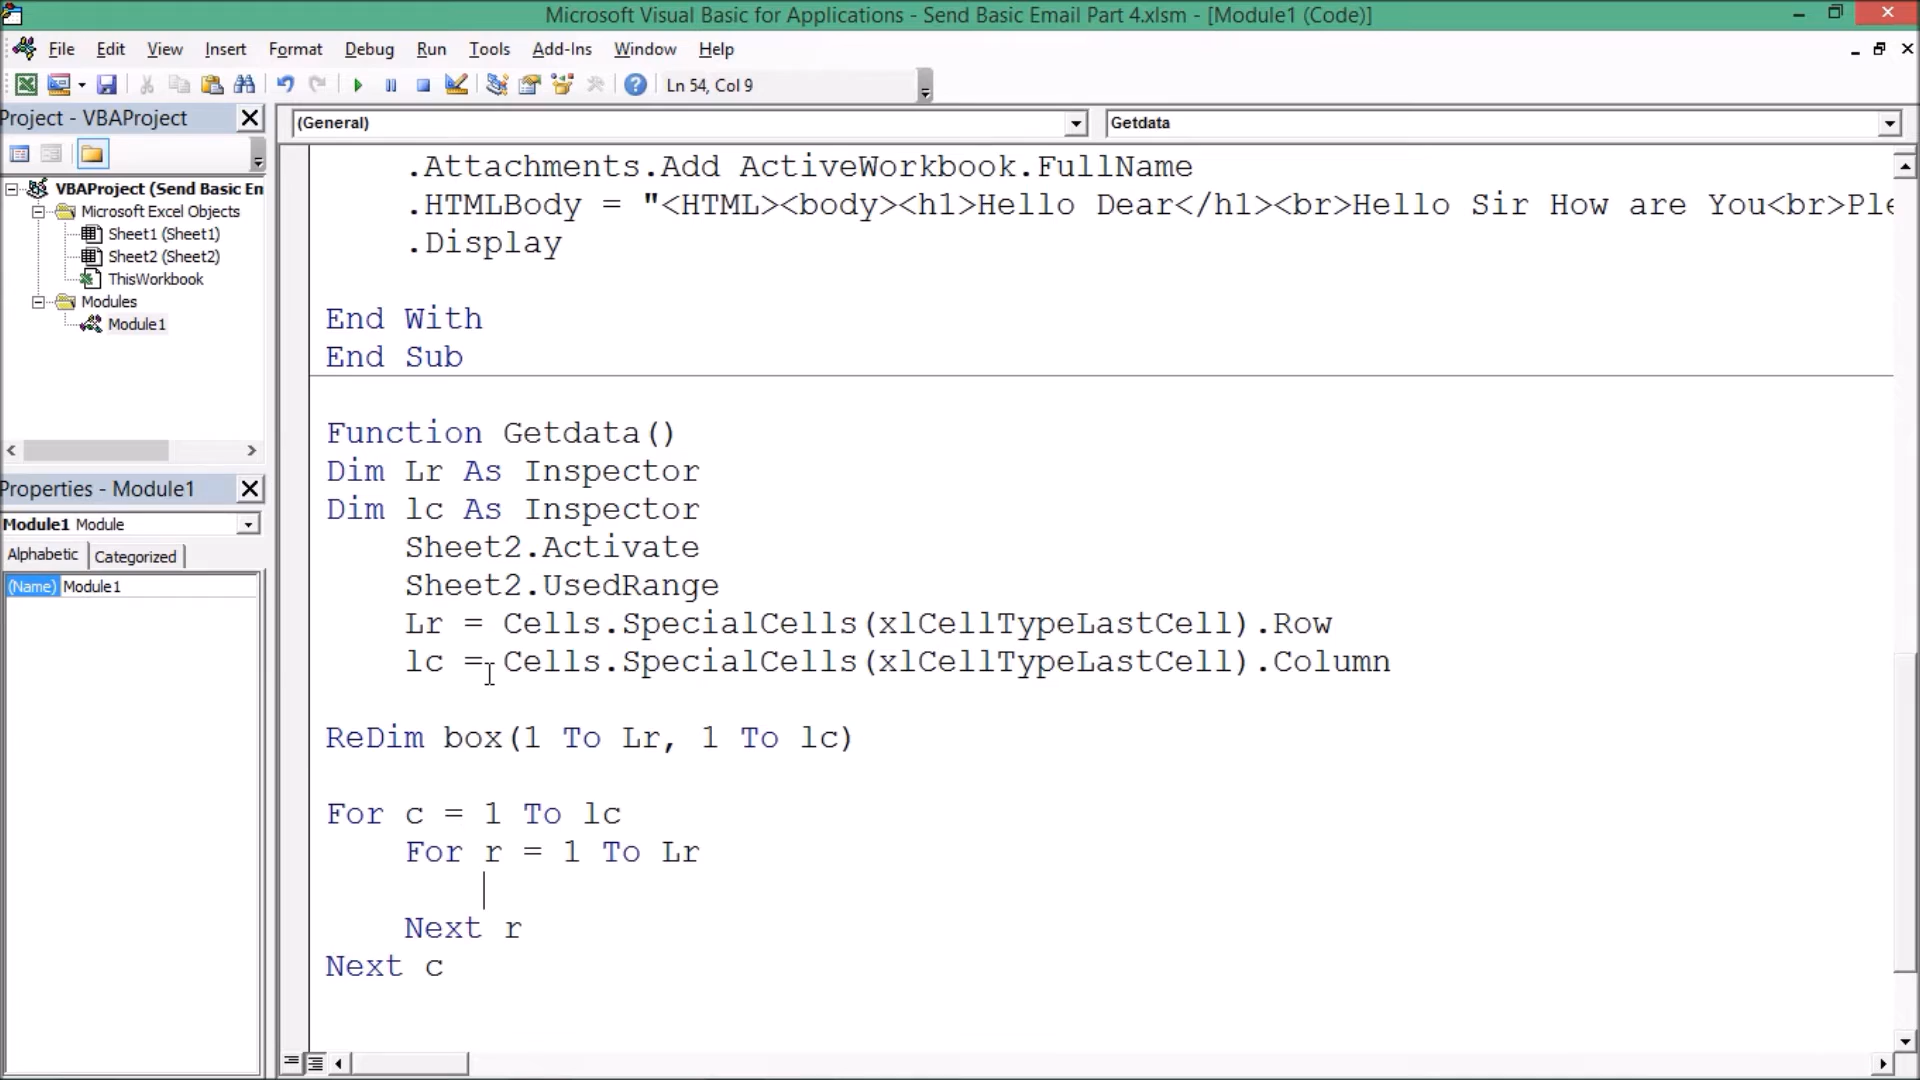 Microsoft Visual Basic for Applications - Send Basic Email Part 4.xlsm - [Module1 (Code)]
File Edit View Insert Format Debug Run Tools Add-Ins Window Help
Ln 54, Col 9
Project - VBAProject
(General)
Getdata
VBAProject (Send Basic En
Microsoft Excel Objects
Sheet1 (Sheet1)
Sheet2 (Sheet2)
ThisWorkbook
Modules
Module1
Properties - Module1
Module1 Module
Alphabetic Categorized
(Name) Module1
.Attachments.Add ActiveWorkbook.FullName
.HTMLBody = "<HTML><body><h1>Hello Dear</h1><br>Hello Sir How are You<br>Ple
.Display
End With
End Sub
Function Getdata()
Dim Lr As Inspector
Dim lc As Inspector
Sheet2.Activate
Sheet2.UsedRange
Lr = Cells.SpecialCells(xlCellTypeLastCell).Row
lc = Cells.SpecialCells(xlCellTypeLastCell).Column
ReDim box(1 To Lr, 1 To lc)
For c = 1 To lc
For r = 1 To Lr
Next r
Next c